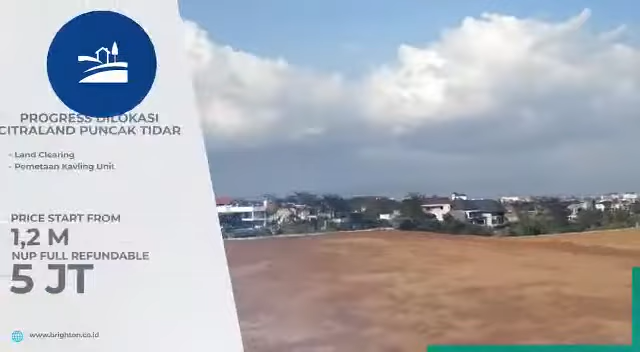 PROGRESS DILOKASI
CITRALAND PUNCAK TIDAR
- Land Clearing
- Pemetaan Kavling Unit
PRICE START FROM
1,2 M
NUP FULL REFUNDABLE
5 JT
www.brighton.co.id